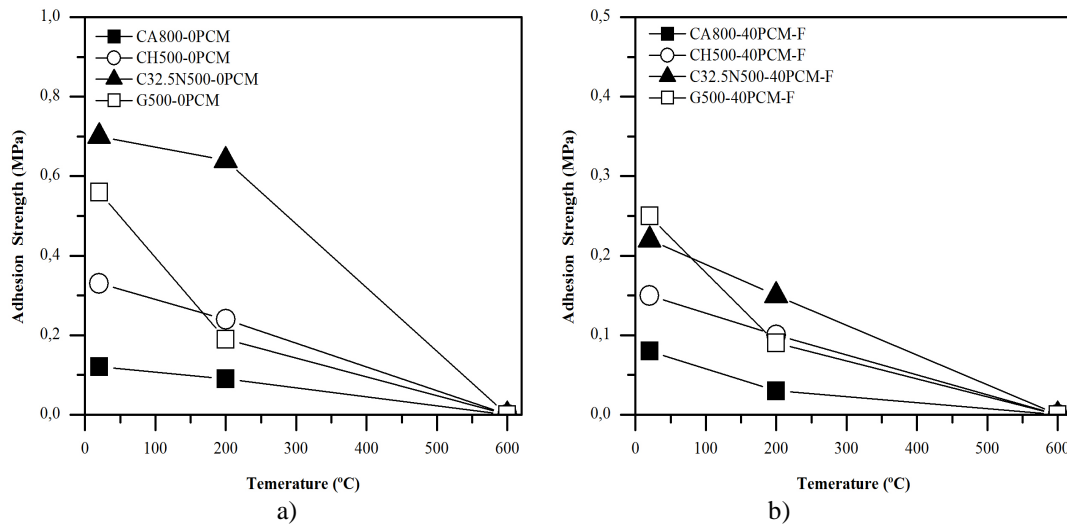 1,0
0,8
0,6
0,4
0,2
0,0
Adhesion Strength (MPa)
CA800-0PCM
CH500-0PCM
C32.5N500-0PCM
G500-0PCM
0 100 200 300 400 500 600
Temerature (ºC)
a)
0,5
0,4
0,3
0,2
0,1
0,0
Adhesion Strength (MPa)
CA800-40PCM-F
CH500-40PCM-F
C32.5N500-40PCM-F
G500-40PCM-F
0 100 200 300 400 500 600
Temerature (ºC)
b)